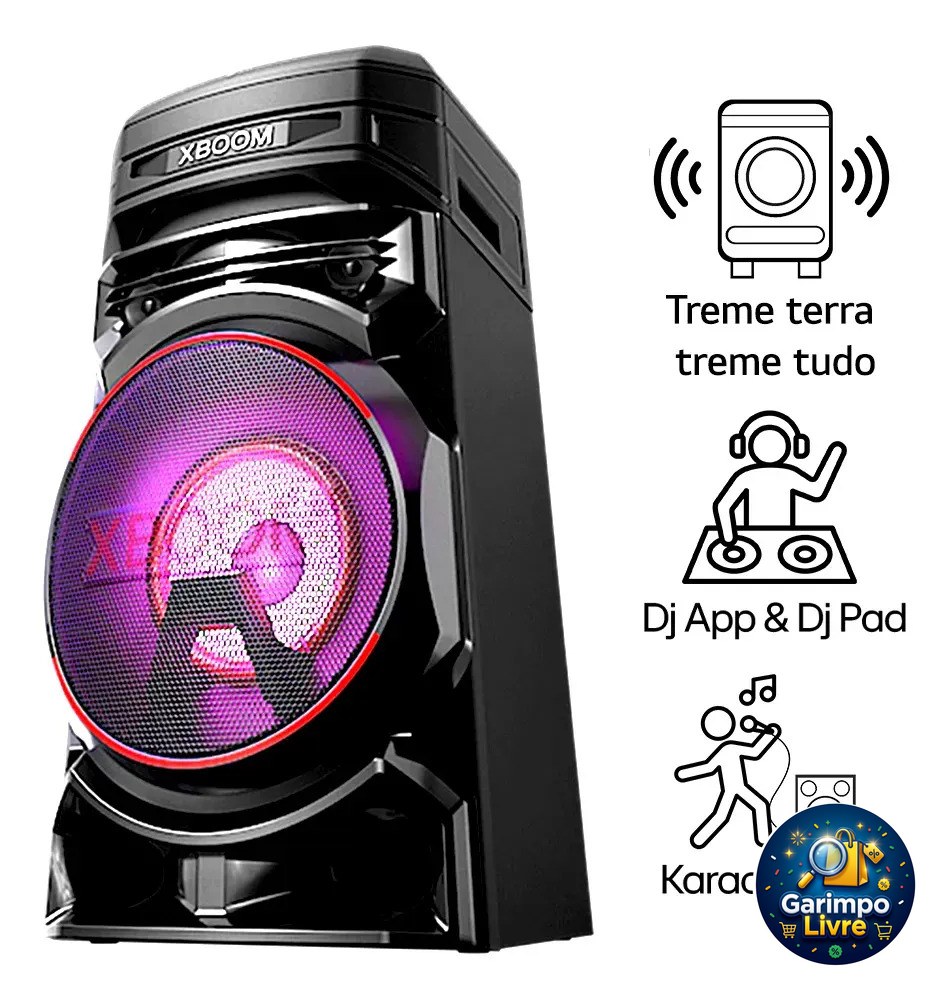 XBOOM
Treme terra
treme tudo
Dj App & Dj Pad
Garimpo
Livre